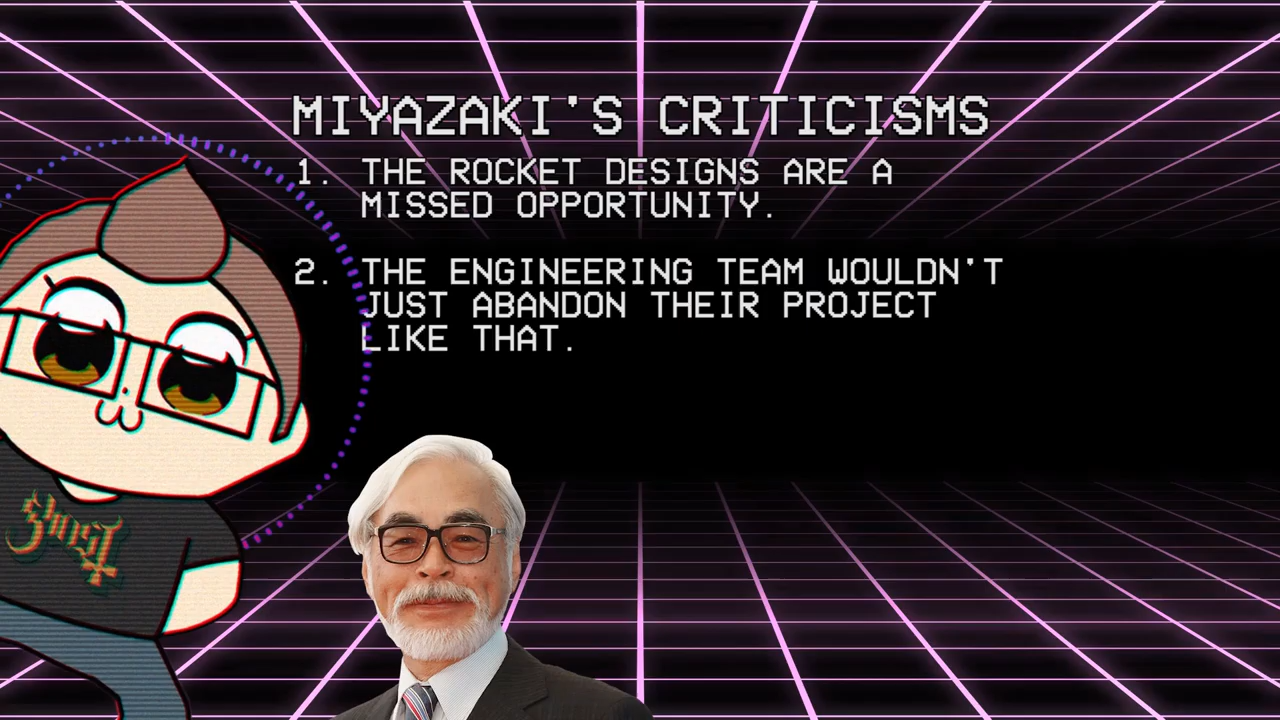 MIYAZAKI'S CRITICISMS
1. THE ROCKET DESIGNS ARE A
MISSED OPPORTUNITY.
2. THE ENGINEERING TEAM WOULDN'T
JUST ABANDON THEIR PROJECT
LIKE THAT.
Ghost